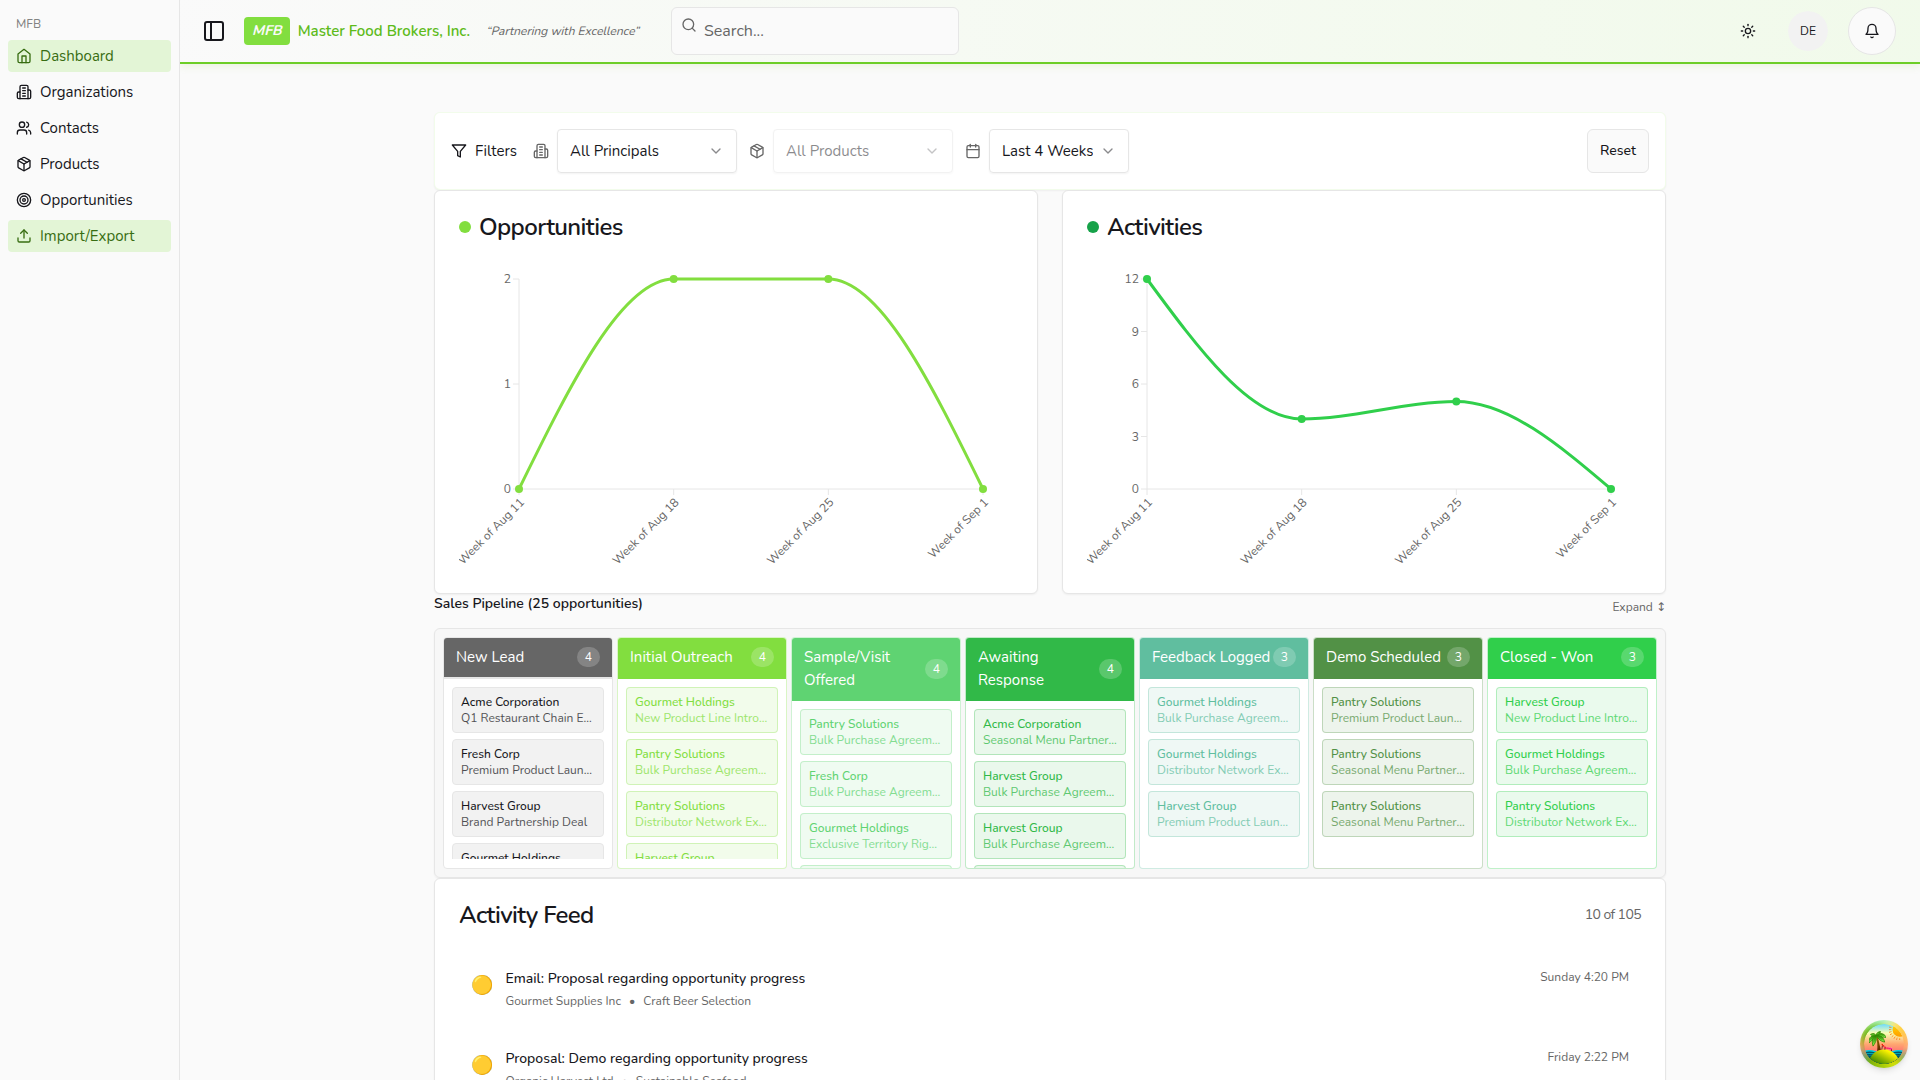 MFB
Dashboard
Organizations
Contacts
Products
Opportunities
Import/Export
MFB Master Food Brokers, Inc. “Partnering with Excellence”
Search...
DE
Filters All Principals All Products Last 4 Weeks Reset
Opportunities
2
1
0
Week of Aug 11 Week of Aug 18 Week of Aug 25 Week of Sep 1
Activities
12
9
6
3
0
Week of Aug 11 Week of Aug 18 Week of Aug 25 Week of Sep 1
Sales Pipeline (25 opportunities)
Expand ↕
New Lead 4
Acme Corporation
Q1 Restaurant Chain E...
Fresh Corp
Premium Product Laun...
Harvest Group
Brand Partnership Deal
Gourmet Holdings
Initial Outreach 4
Gourmet Holdings
New Product Line Intro...
Pantry Solutions
Bulk Purchase Agreem...
Pantry Solutions
Distributor Network Ex...
Harvest Group
Sample/Visit
Offered 4
Pantry Solutions
Bulk Purchase Agreem...
Fresh Corp
Bulk Purchase Agreem...
Gourmet Holdings
Exclusive Territory Rig...
Awaiting
Response 4
Acme Corporation
Seasonal Menu Partner...
Harvest Group
Bulk Purchase Agreem...
Harvest Group
Bulk Purchase Agreem...
Feedback Logged 3
Gourmet Holdings
Bulk Purchase Agreem...
Gourmet Holdings
Distributor Network Ex...
Harvest Group
Premium Product Laun...
Demo Scheduled 3
Pantry Solutions
Premium Product Laun...
Pantry Solutions
Seasonal Menu Partner...
Pantry Solutions
Seasonal Menu Partner...
Closed - Won 3
Harvest Group
New Product Line Intro...
Gourmet Holdings
Bulk Purchase Agreem...
Pantry Solutions
Distributor Network Ex...
Activity Feed
10 of 105
Email: Proposal regarding opportunity progress
Sunday 4:20 PM
Gourmet Supplies Inc • Craft Beer Selection
Proposal: Demo regarding opportunity progress
Friday 2:22 PM
Organic Harvest Ltd • Sustainable Seafood